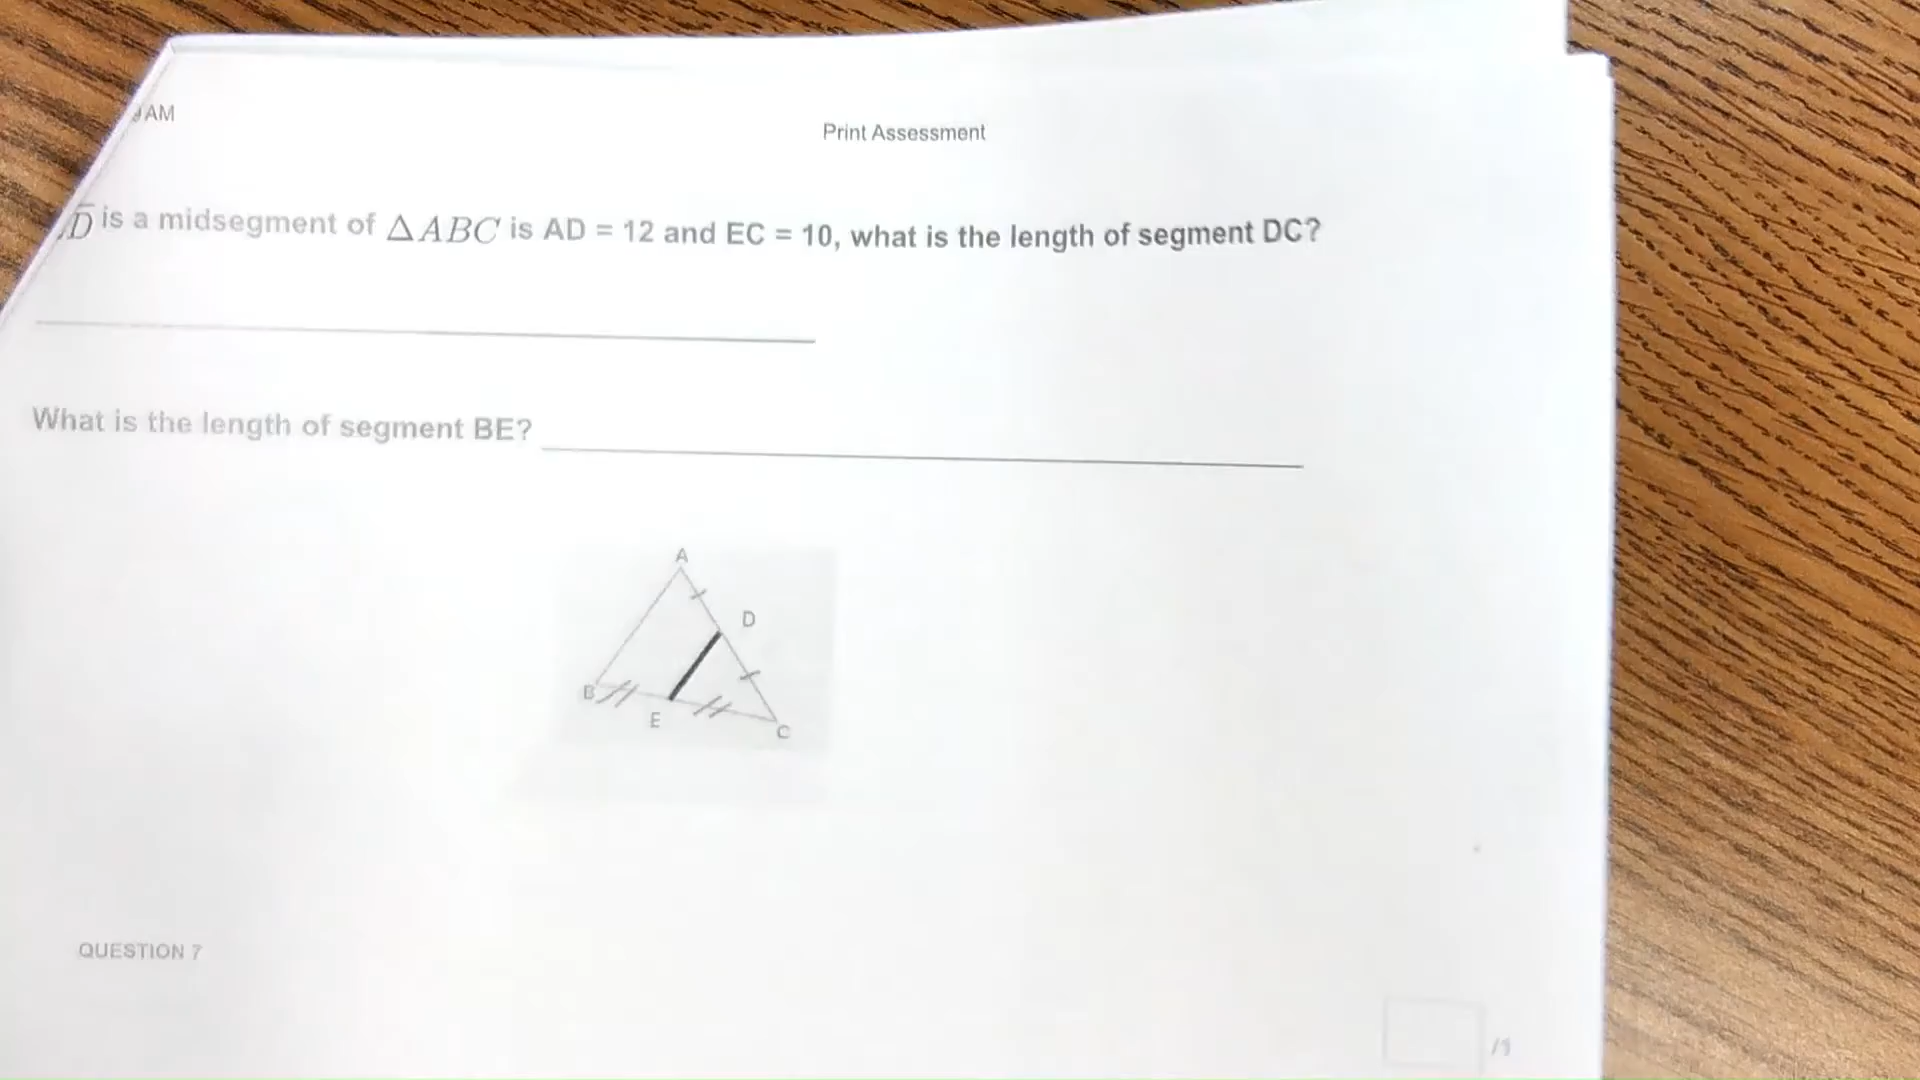 AM
Print Assessment
D is a midsegment of △ABC is AD = 12 and EC = 10, what is the length of segment DC?
What is the length of segment BE?
A
D
B
E
C
QUESTION 7
/1